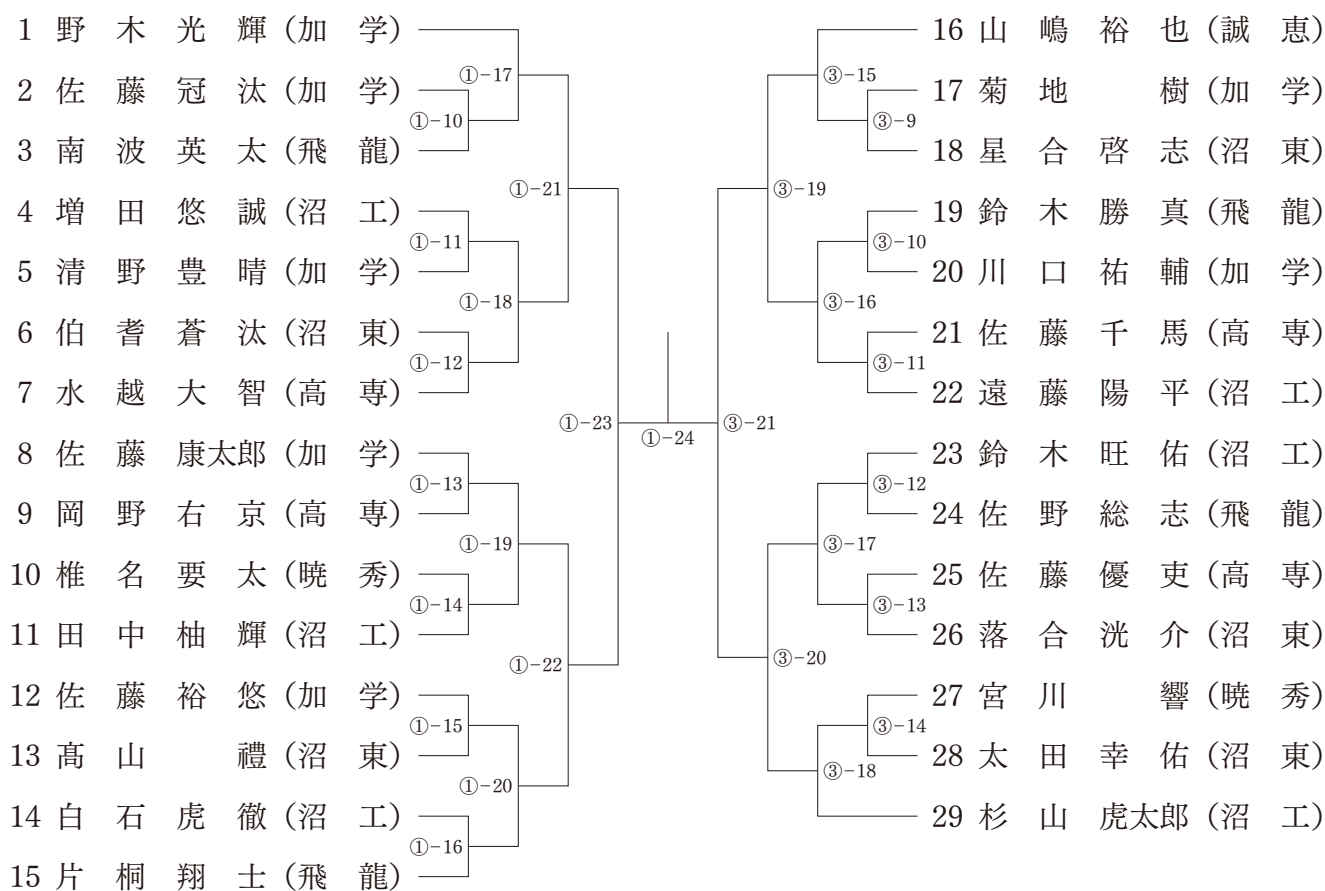 1 野木光輝（加学）
2 佐藤冠汰（加学）
3 南波英太（飛龍）
4 増田悠誠（沼工）
5 清野豊晴（加学）
6 伯耆蒼汰（沼東）
7 水越大智（高専）
8 佐藤康太郎（加学）
9 岡野右京（高専）
10 椎名要太（暁秀）
11 田中柚輝（沼工）
12 佐藤裕悠（加学）
13 髙山禮（沼東）
14 白石虎徹（沼工）
15 片桐翔士（飛龍）
①-17
①-10
①-21
①-11
①-18
①-12
①-23
①-13
①-19
①-14
①-22
①-15
①-20
①-16
①-24
③-15
③-9
③-19
③-10
③-16
③-11
③-21
③-12
③-17
③-13
③-20
③-14
③-18
16 山嶋裕也（誠恵）
17 菊地樹（加学）
18 星合啓志（沼東）
19 鈴木勝真（飛龍）
20 川口祐輔（加学）
21 佐藤千馬（高専）
22 遠藤陽平（沼工）
23 鈴木旺佑（沼工）
24 佐野総志（飛龍）
25 佐藤優吏（高専）
26 落合洸介（沼東）
27 宮川響（暁秀）
28 太田幸佑（沼東）
29 杉山虎太郎（沼工）